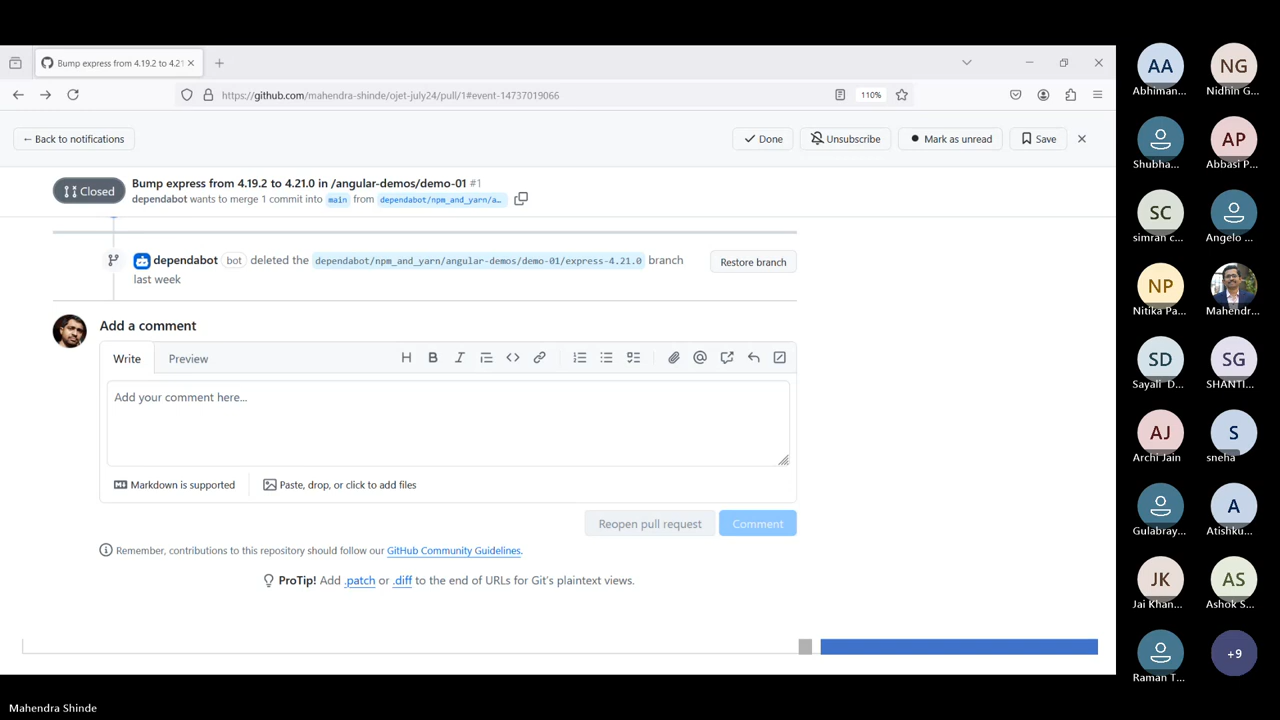 Bump express from 4.19.2 to 4.21
https://github.com/mahendra-shinde/ojet-july24/pull/1#event-14737019066
110%
← Back to notifications
Done
Unsubscribe
Mark as unread
Save
Closed
Bump express from 4.19.2 to 4.21.0 in /angular-demos/demo-01 #1
dependabot wants to merge 1 commit into main from dependabot/npm_and_yarn/a…
dependabot bot deleted the dependabot/npm_and_yarn/angular-demos/demo-01/express-4.21.0 branch
last week
Restore branch
Add a comment
Write
Preview
Add your comment here...
Markdown is supported
Paste, drop, or click to add files
Reopen pull request
Comment
Remember, contributions to this repository should follow our GitHub Community Guidelines.
ProTip! Add .patch or .diff to the end of URLs for Git's plaintext views.
AA
Abhiman...
NG
Nidhin G...
Shubha...
AP
Abbasi P...
SC
simran c...
Angelo ...
NP
Nitika Pa...
Mahendr...
SD
Sayali D...
SG
SHANTI...
AJ
Archi Jain
S
sneha
Gulabray...
A
Atishku...
JK
Jai Khan...
AS
Ashok S...
Raman T...
+9
Mahendra Shinde